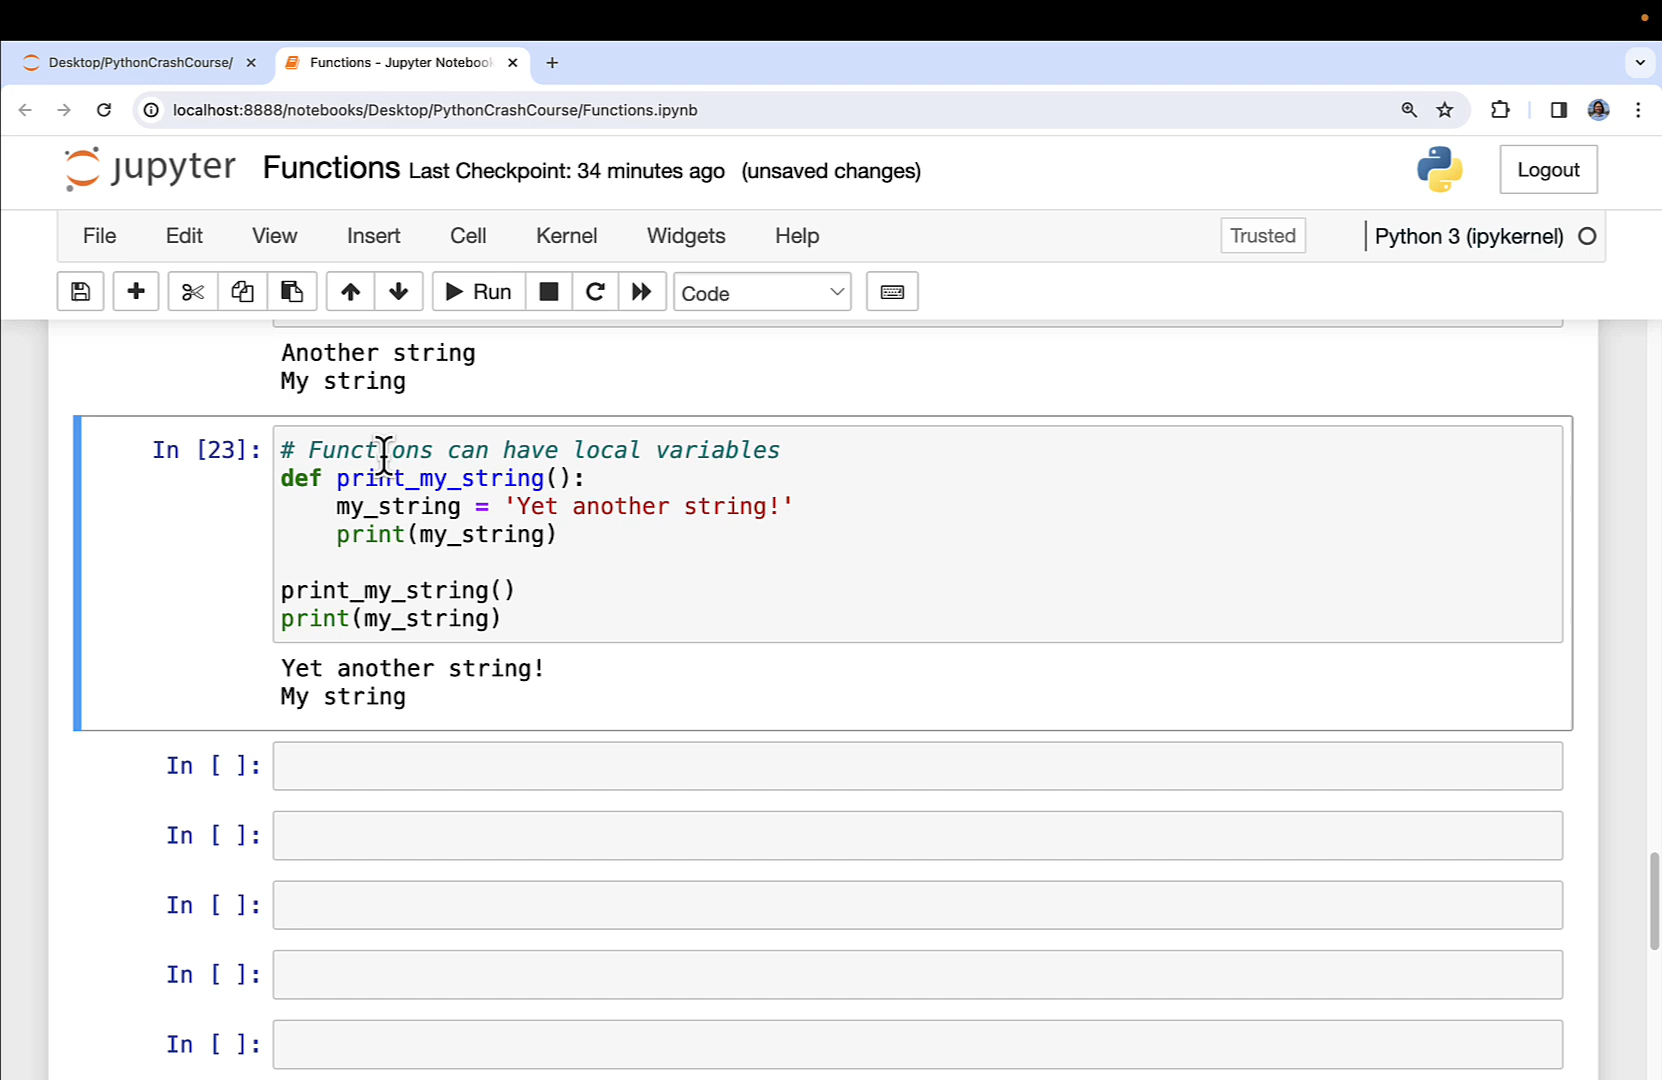 Desktop/PythonCrashCourse/
Functions - Jupyter Notebook
localhost:8888/notebooks/Desktop/PythonCrashCourse/Functions.ipynb
jupyter Functions Last Checkpoint: 34 minutes ago (unsaved changes) Logout
File Edit View Insert Cell Kernel Widgets Help Trusted Python 3 (ipykernel)
Run Code
Another string
My string
In [23]: # Functions can have local variables
def print_my_string():
    my_string = 'Yet another string!'
    print(my_string)
print_my_string()
print(my_string)
Yet another string!
My string
In [ ]:
In [ ]:
In [ ]:
In [ ]:
In [ ]: